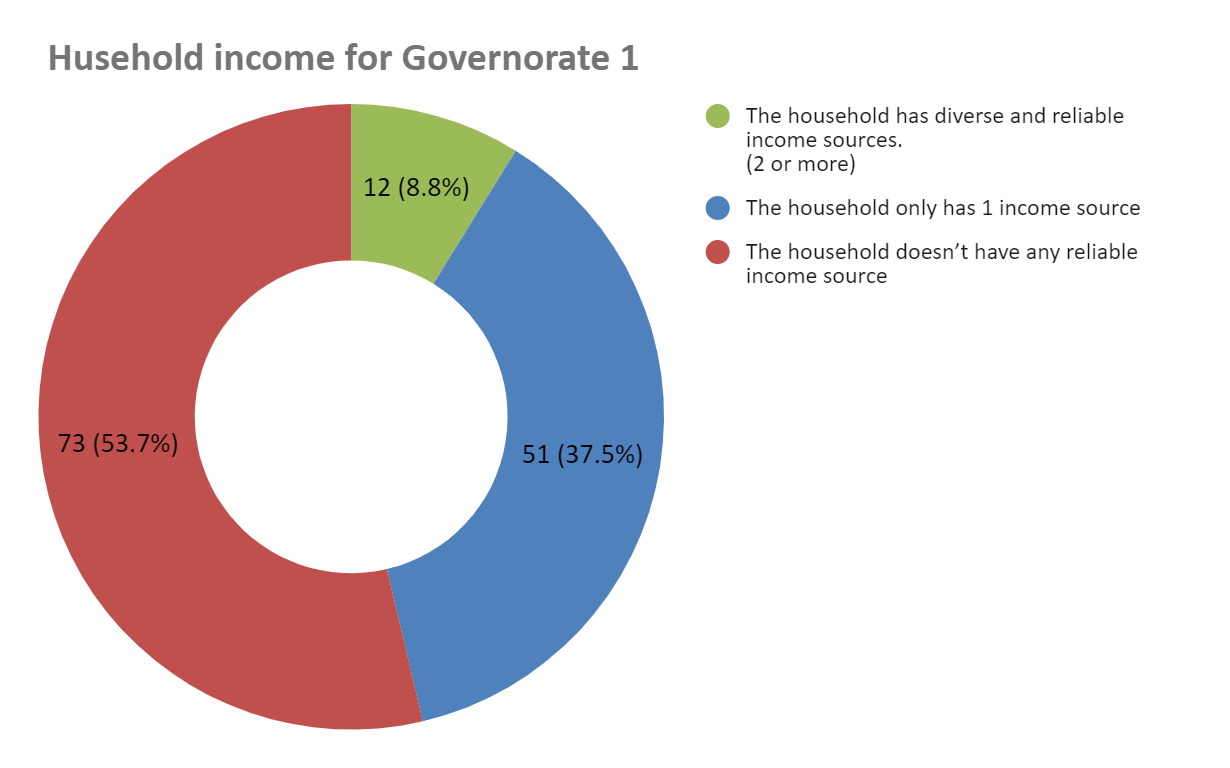 Husehold income for Governorate 1
The household has diverse and reliable
income sources.
(2 or more)
The household only has 1 income source
The household doesn’t have any reliable
income source
12 (8.8%)
73 (53.7%)
51 (37.5%)